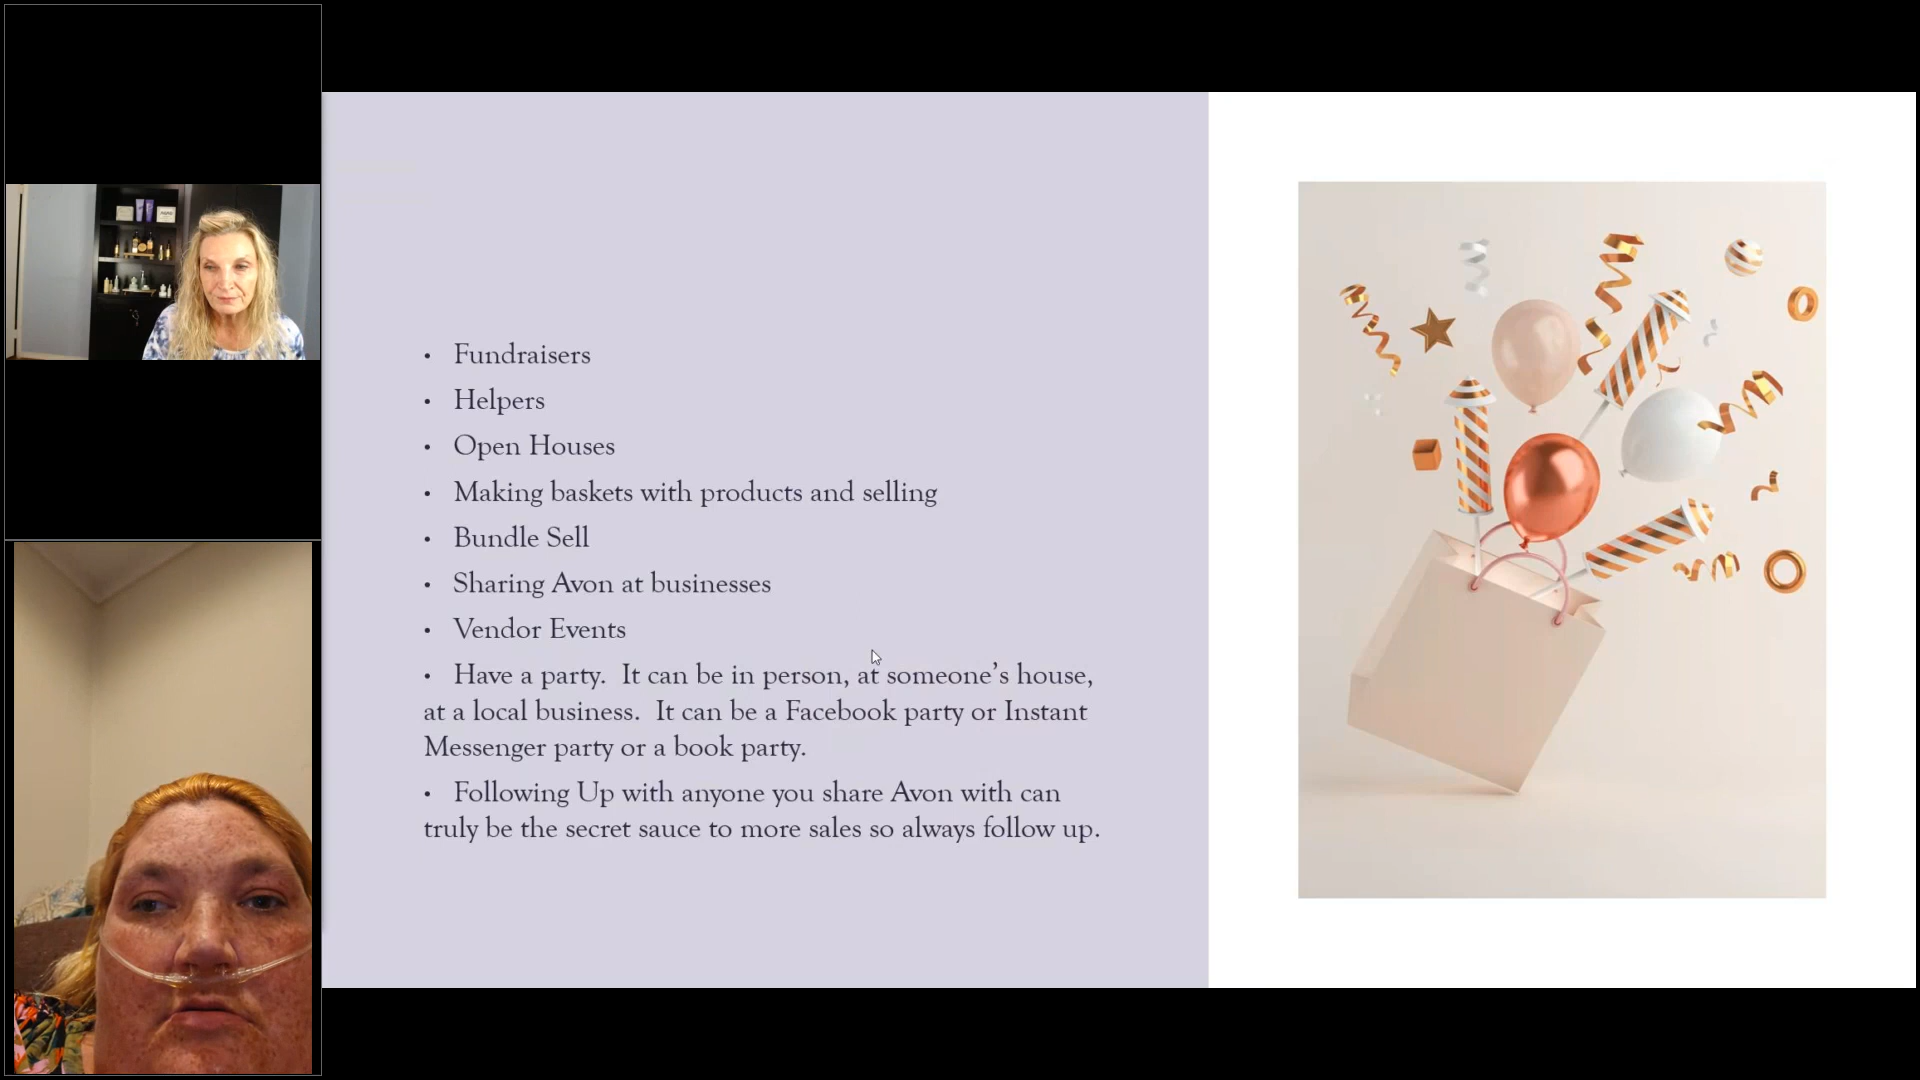 • Fundraisers
• Helpers
• Open Houses
• Making baskets with products and selling
• Bundle Sell
• Sharing Avon at businesses
• Vendor Events
• Have a party.  It can be in person, at someone’s house,
at a local business.  It can be a Facebook party or Instant
Messenger party or a book party.
• Following Up with anyone you share Avon with can
truly be the secret sauce to more sales so always follow up.